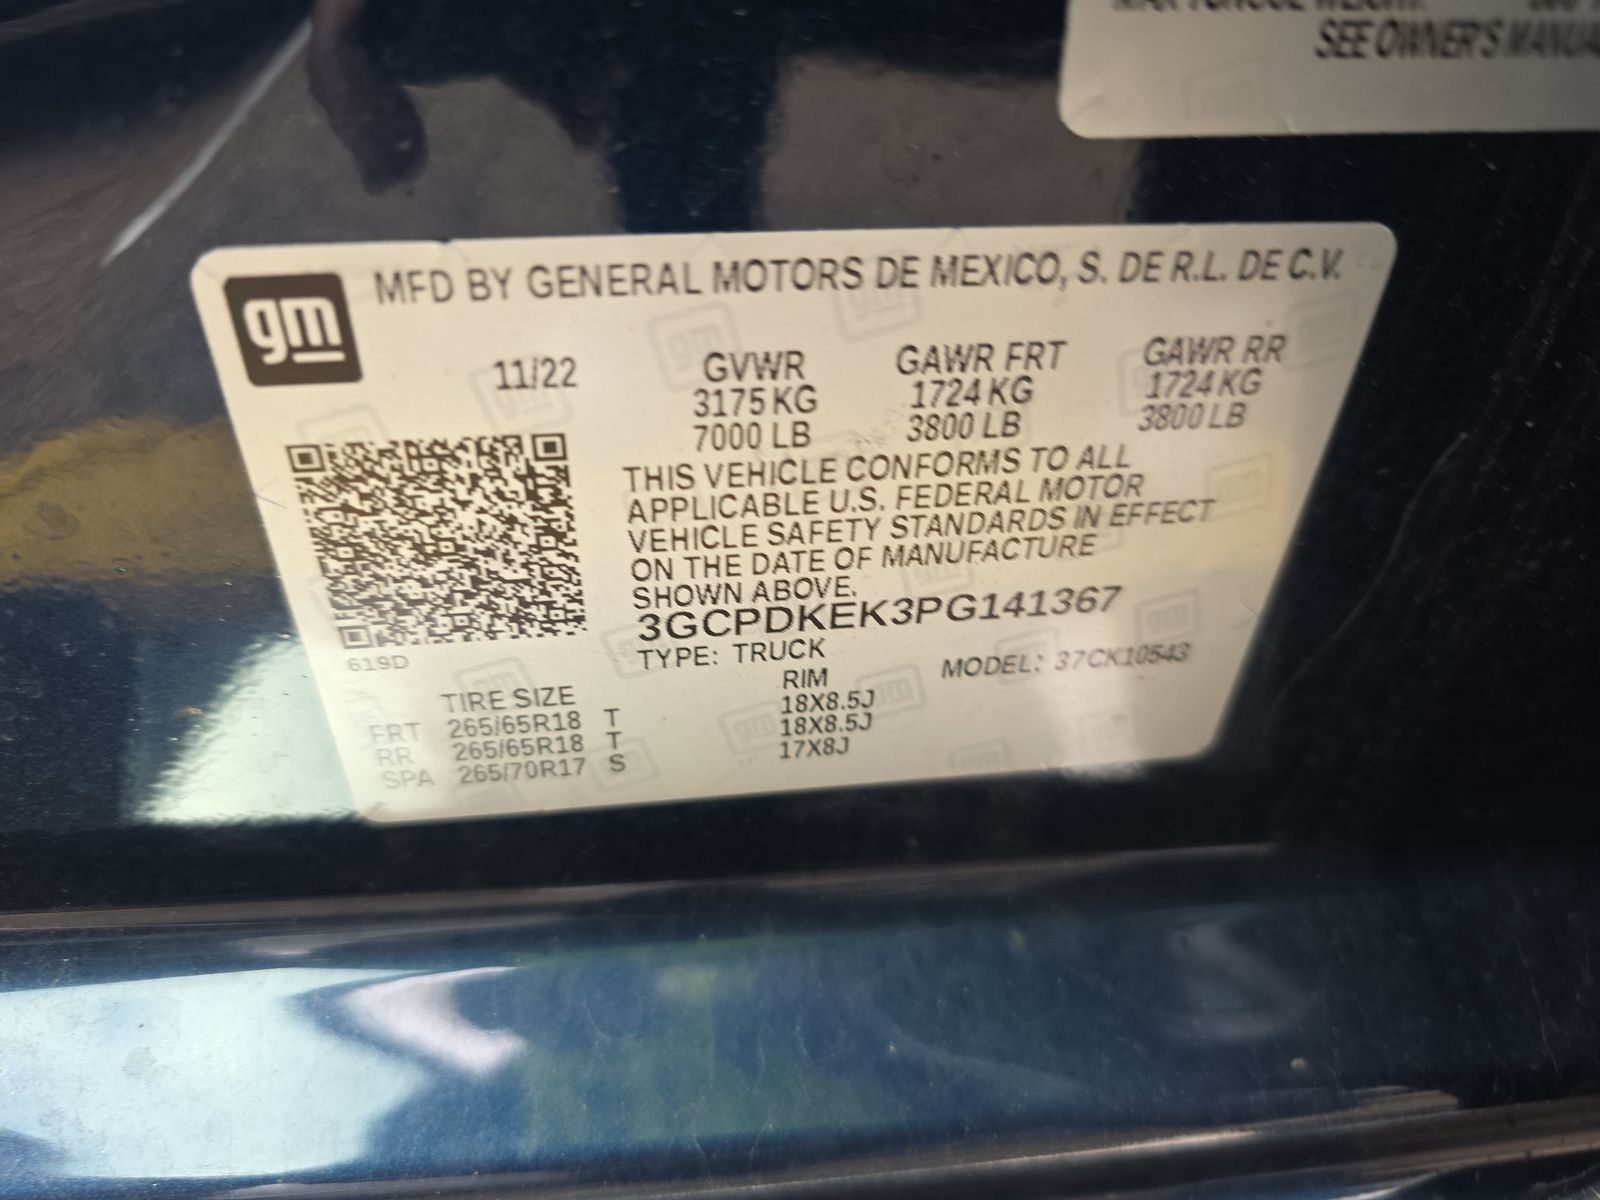 SEE OWNER'S MANUAL
gm
MFD BY GENERAL MOTORS DE MEXICO, S. DE R.L. DE C.V.
11/22 GVWR GAWR FRT GAWR RR
3175 KG 1724 KG 1724 KG
7000 LB 3800 LB 3800 LB
THIS VEHICLE CONFORMS TO ALL
APPLICABLE U.S. FEDERAL MOTOR
VEHICLE SAFETY STANDARDS IN EFFECT
ON THE DATE OF MANUFACTURE
SHOWN ABOVE.
3GCPDKEK3PG141367
619D
TYPE: TRUCK MODEL: 37CK10543
TIRE SIZE RIM
FRT 265/65R18 T 18X8.5J
RR 265/65R18 T 18X8.5J
SPA 265/70R17 S 17X8J